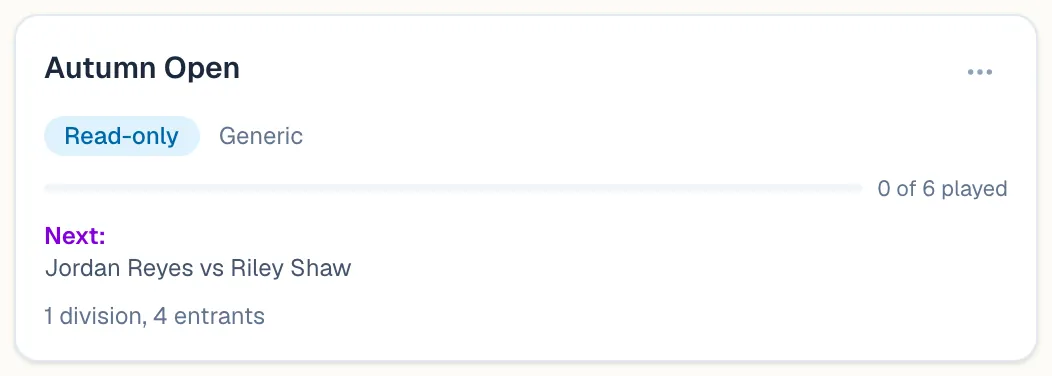 Autumn Open
Read-only Generic
0 of 6 played
Next:
Jordan Reyes vs Riley Shaw
1 division, 4 entrants